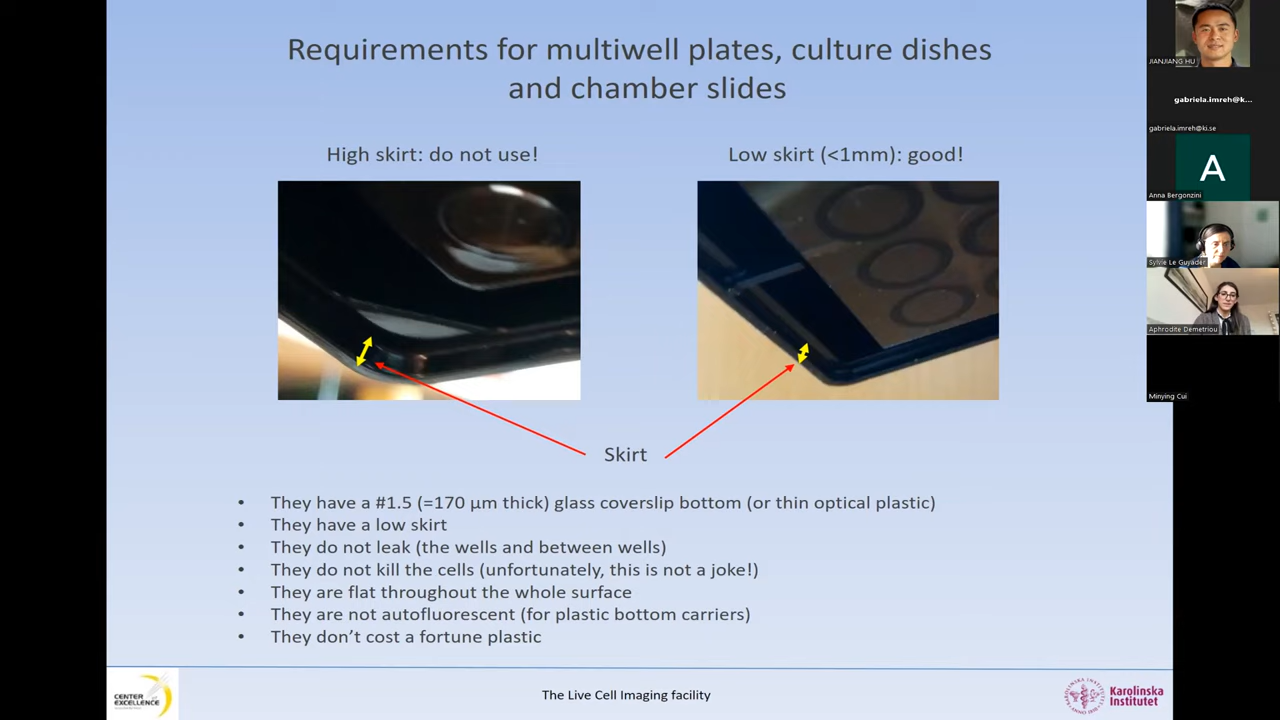 Requirements for multiwell plates, culture dishes
and chamber slides
High skirt: do not use!
Low skirt (<1mm): good!
Skirt
• They have a #1.5 (=170 µm thick) glass coverslip bottom (or thin optical plastic)
• They have a low skirt
• They do not leak (the wells and between wells)
• They do not kill the cells (unfortunately, this is not a joke!)
• They are flat throughout the whole surface
• They are not autofluorescent (for plastic bottom carriers)
• They don’t cost a fortune plastic
CENTER of
EXCELLENCE
The Live Cell Imaging facility
Karolinska
Institutet
JIANJIANG HU
gabriela.imreh@k...
gabriela.imreh@ki.se
A
Anna Bergonzini
Sylvie Le Guyader
Aphrodite Demetriou
Minying Cui